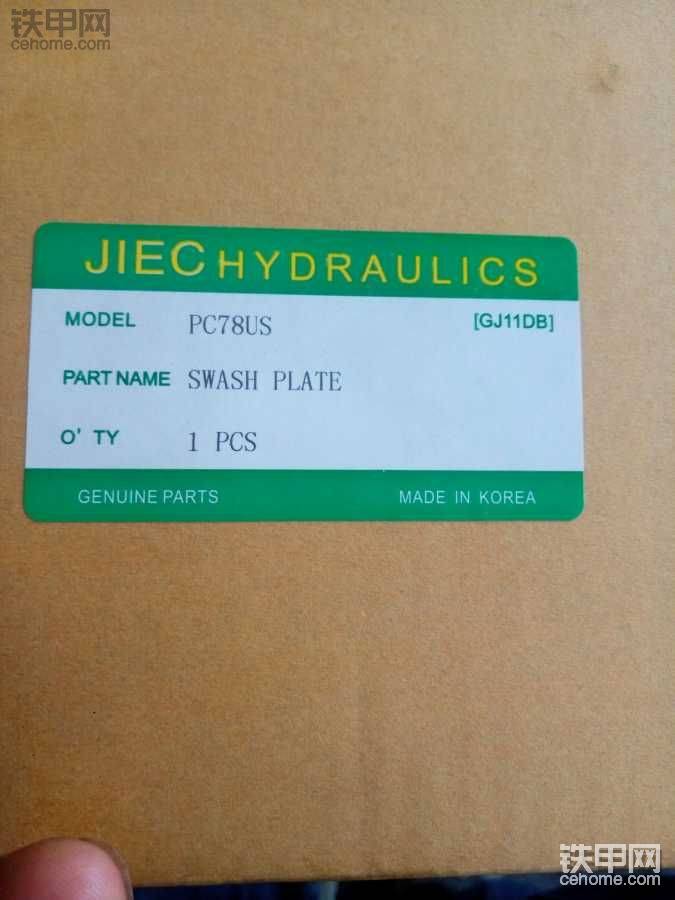 铁甲网
cehome.com
JIEC HYDRAULICS
MODEL PC78US [GJ11DB]
PART NAME SWASH PLATE
O' TY 1 PCS
GENUINE PARTS MADE IN KOREA
铁甲网
cehome.com